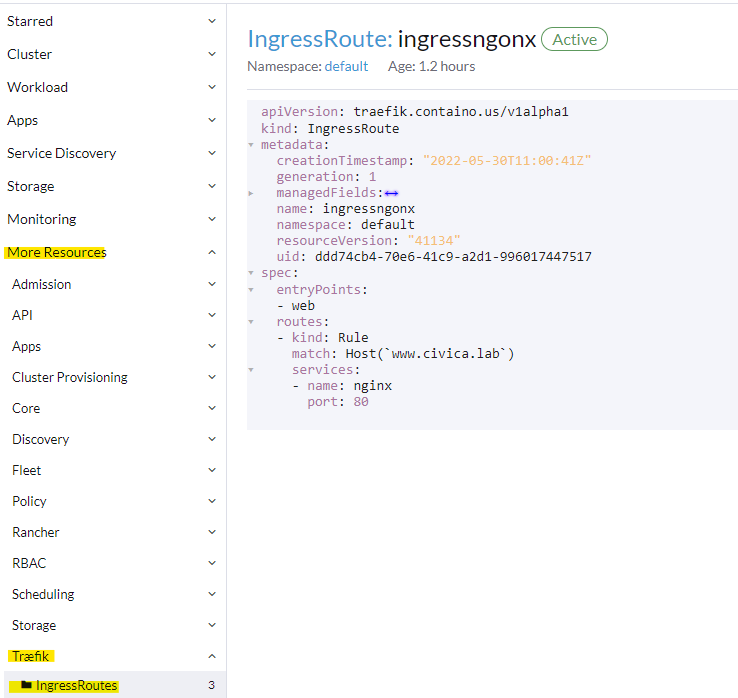 Starred
Cluster
Workload
Apps
Service Discovery
Storage
Monitoring
More Resources
Admission
API
Apps
Cluster Provisioning
Core
Discovery
Fleet
Policy
Rancher
RBAC
Scheduling
Storage
Træfik
IngressRoutes 3
IngressRoute: ingressngonx Active
Namespace: default Age: 1.2 hours
apiVersion: traefik.containo.us/v1alpha1
kind: IngressRoute
metadata:
  creationTimestamp: "2022-05-30T11:00:41Z"
  generation: 1
  managedFields:↔
  name: ingressngonx
  namespace: default
  resourceVersion: "41134"
  uid: ddd74cb4-70e6-41c9-a2d1-996017447517
spec:
  entryPoints:
  - web
  routes:
  - kind: Rule
    match: Host(`www.civica.lab`)
    services:
    - name: nginx
      port: 80